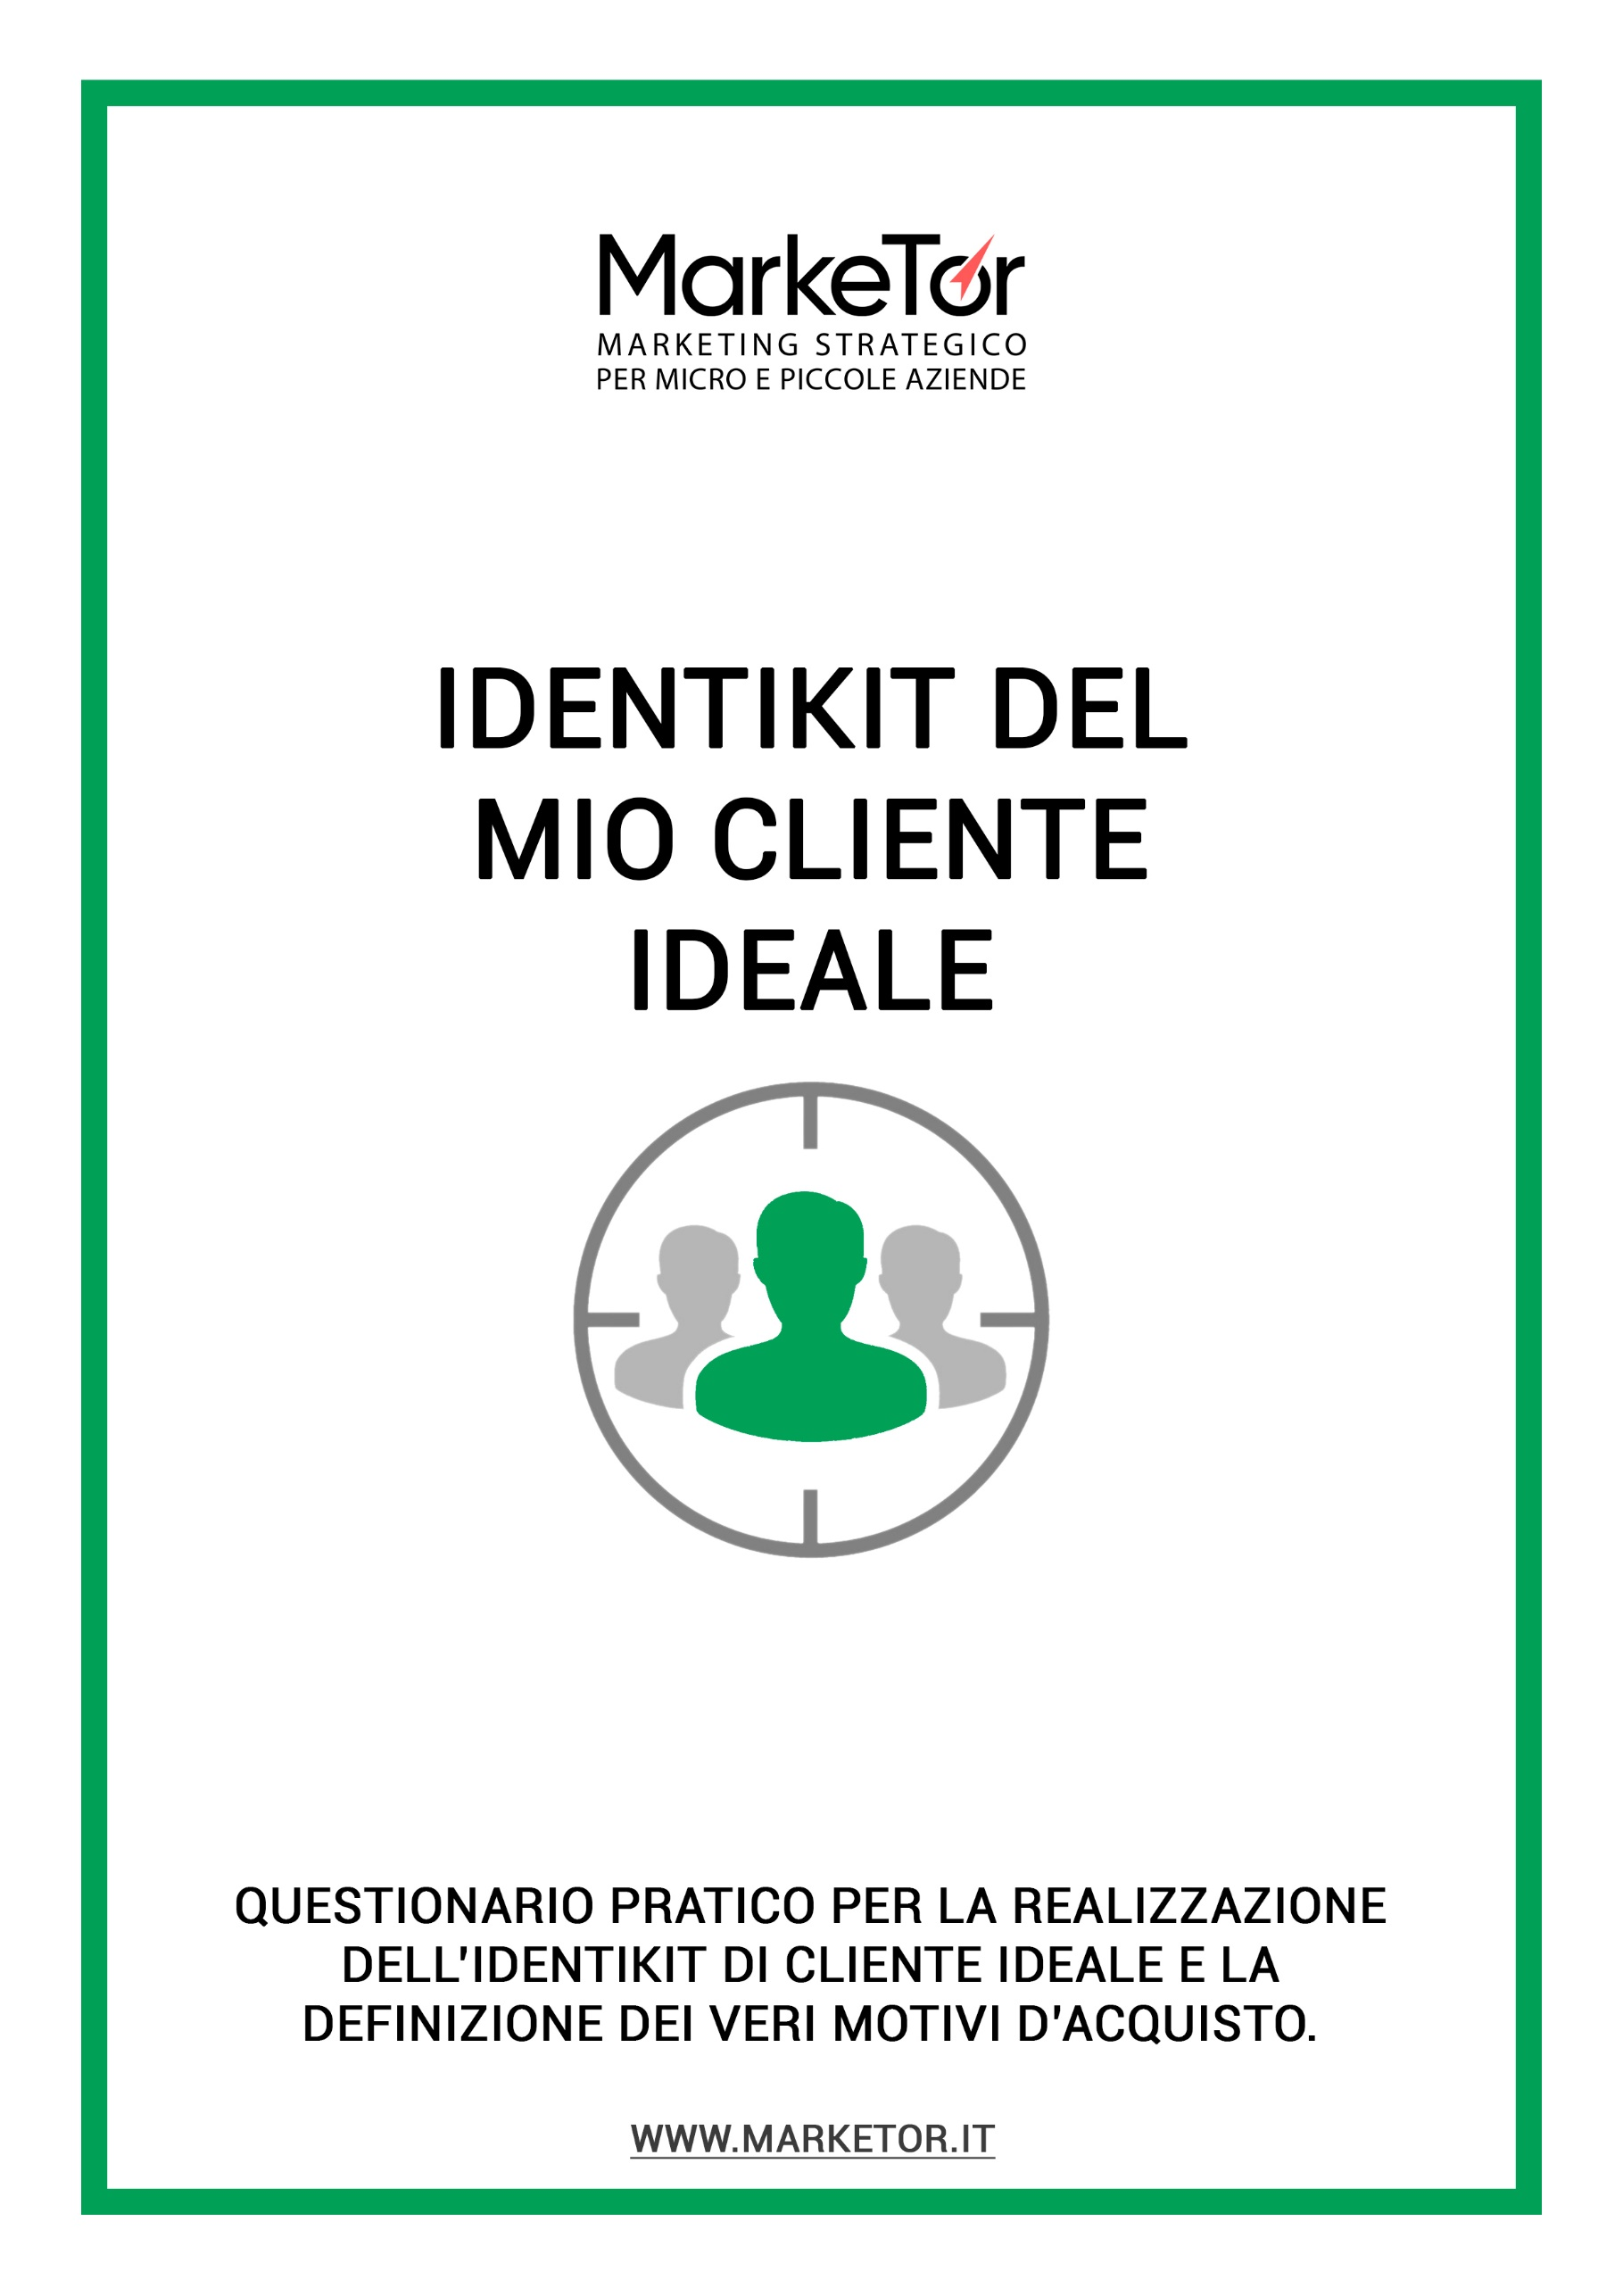 MarkeTor
MARKETING STRATEGICO
PER MICRO E PICCOLE AZIENDE
IDENTIKIT DEL
MIO CLIENTE
IDEALE
QUESTIONARIO PRATICO PER LA REALIZZAZIONE
DELL'IDENTIKIT DI CLIENTE IDEALE E LA
DEFINIZIONE DEI VERI MOTIVI D'ACQUISTO.
WWW.MARKETOR.IT